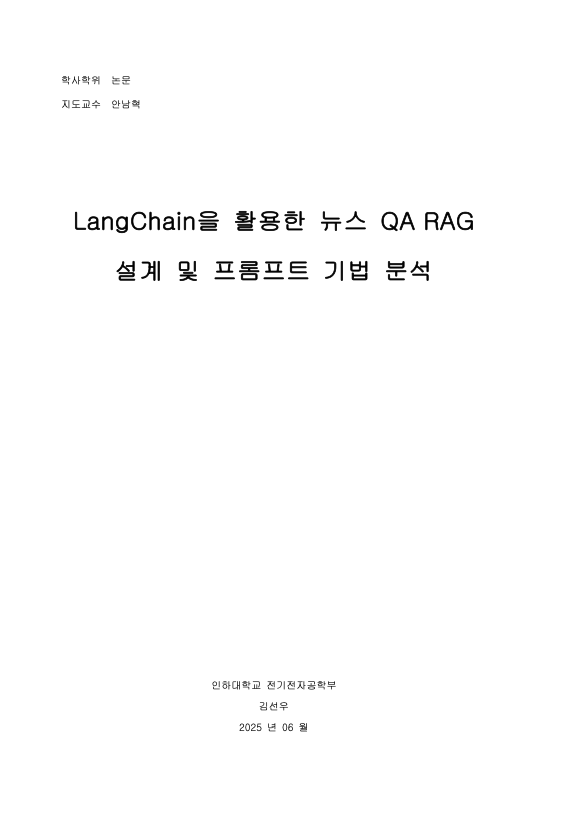 학사학위 논문
지도교수 안남혁
LangChain을 활용한 뉴스 QA RAG
설계 및 프롬프트 기법 분석
인하대학교 전기전자공학부
김선우
2025 년 06 월